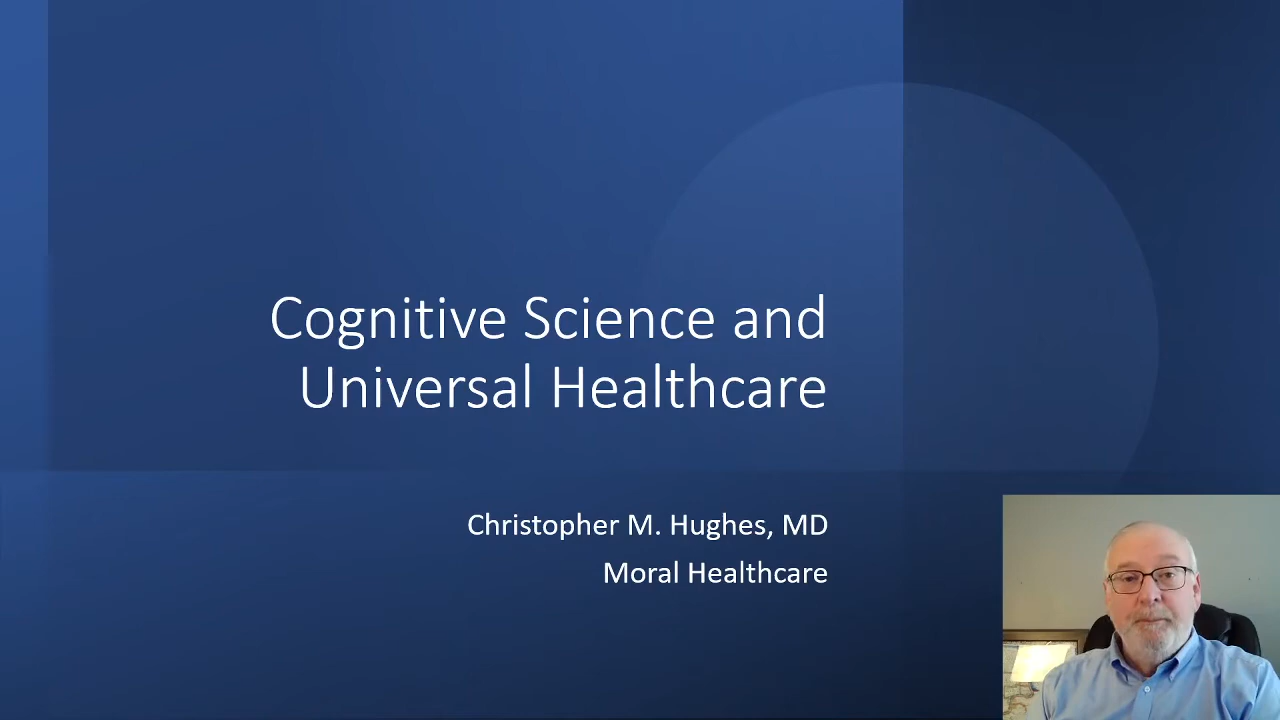 Cognitive Science and
Universal Healthcare
Christopher M. Hughes, MD
Moral Healthcare